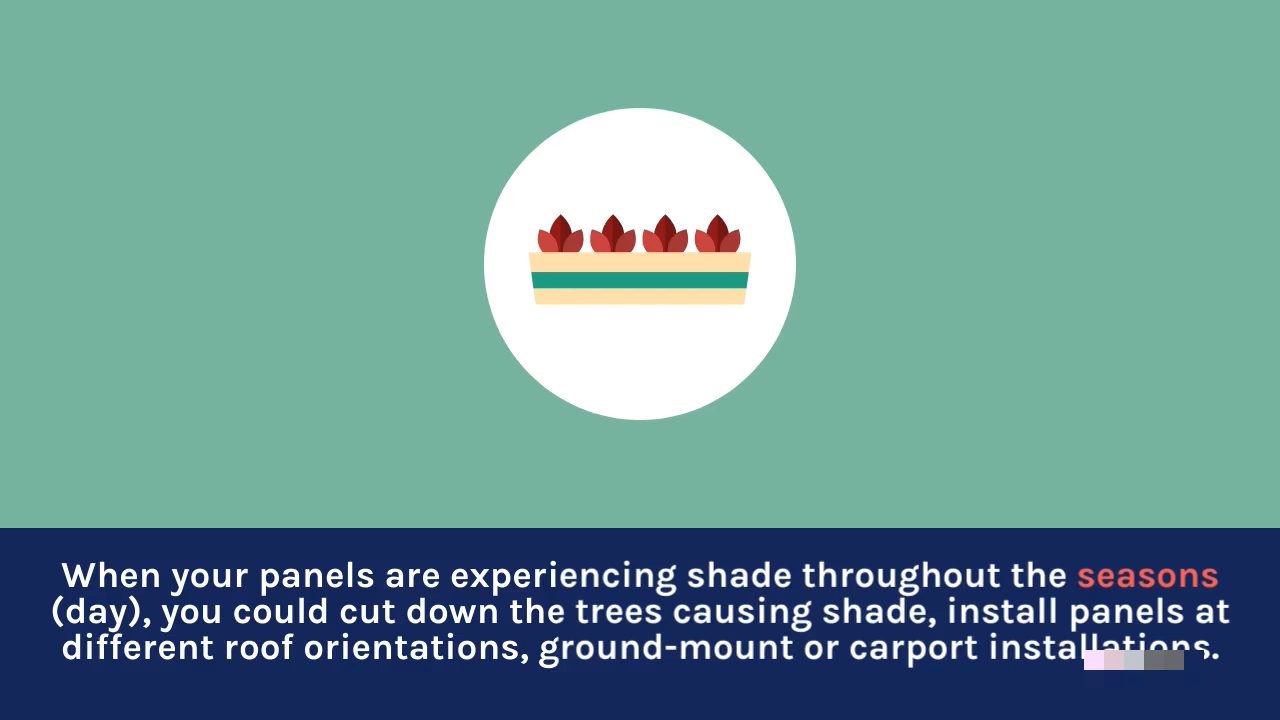 When your panels are experiencing shade throughout the seasons
(day), you could cut down the trees causing shade, install panels at
different roof orientations, ground-mount or carport installations.